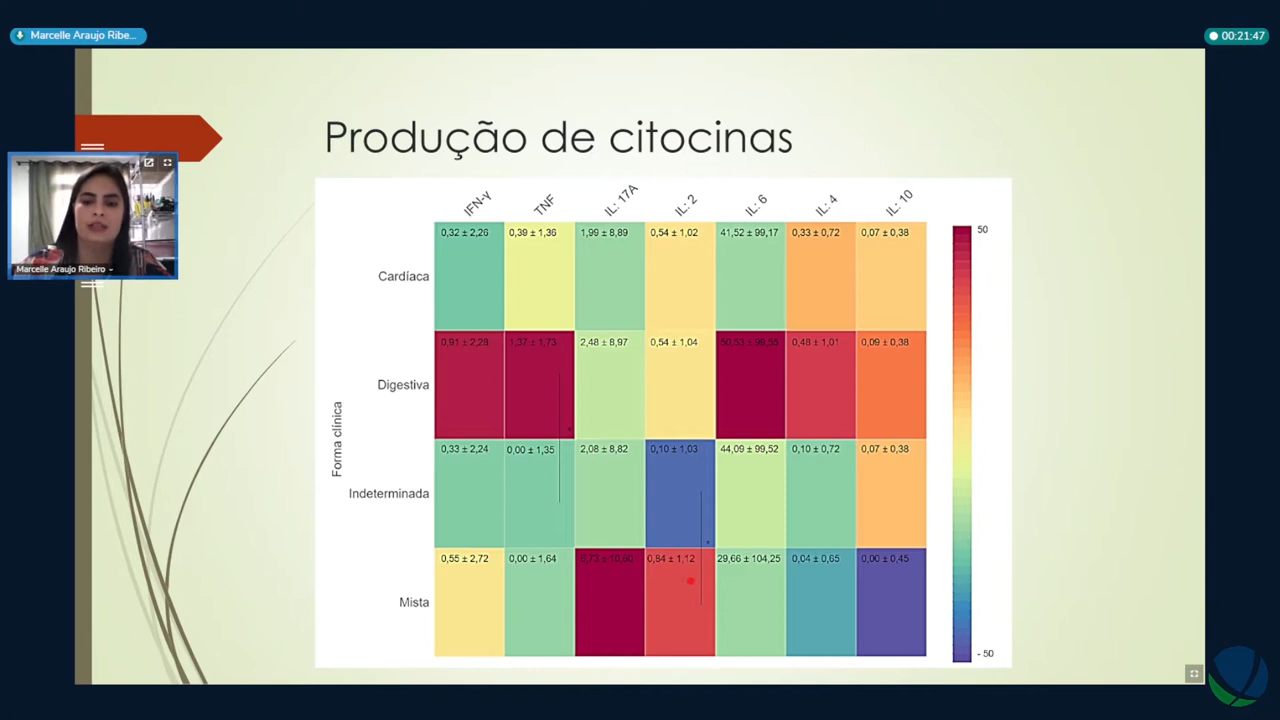 Marcelle Araujo Ribe...
00:21:47
Produção de citocinas
Marcelle Araujo Ribeiro
IFN-γ TNF IL: 17A IL: 2 IL: 6 IL: 4 IL: 10
Forma clínica
Cardíaca 0,32 ± 2,26 0,39 ± 1,36 1,99 ± 8,89 0,54 ± 1,02 41,52 ± 99,17 0,33 ± 0,72 0,07 ± 0,38
Digestiva 0,91 ± 2,28 1,37 ± 1,73 2,48 ± 8,97 0,54 ± 1,04 50,53 ± 99,55 0,48 ± 1,01 0,09 ± 0,38
Indeterminada 0,33 ± 2,24 0,00 ± 1,35 2,08 ± 8,82 0,10 ± 1,03 44,09 ± 99,52 0,10 ± 0,72 0,07 ± 0,38
Mista 0,55 ± 2,72 0,00 ± 1,64 0,84 ± 1,12 29,66 ± 104,25 0,04 ± 0,65 0,00 ± 0,45
50
- 50